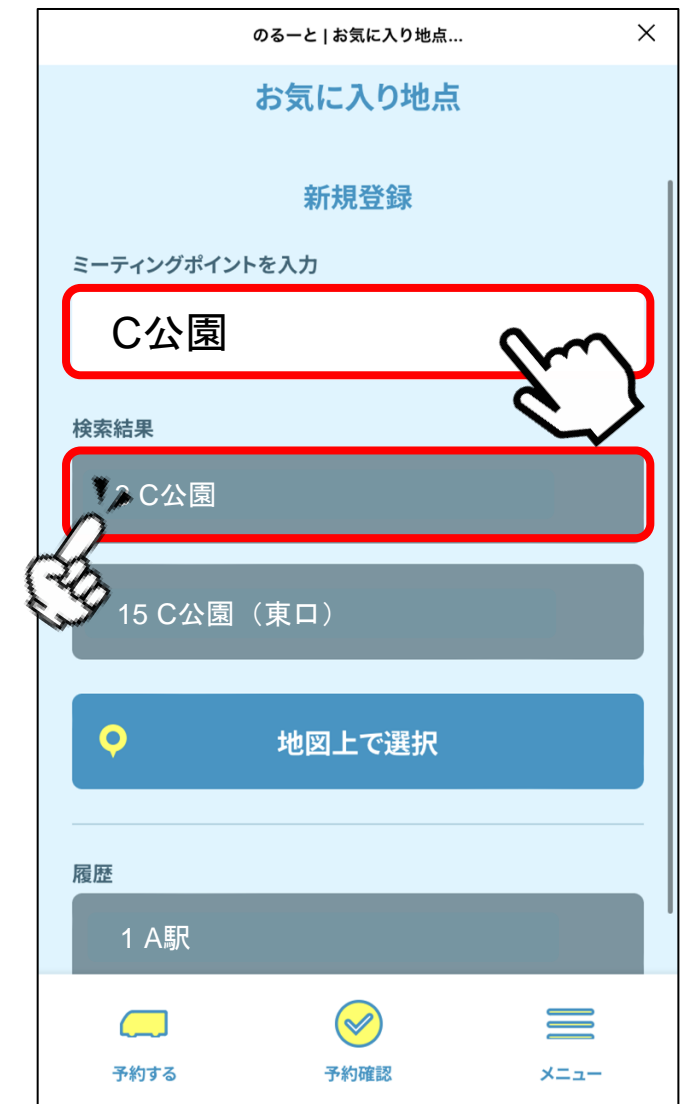 のるーと | お気に入り地点...
お気に入り地点
新規登録
ミーティングポイントを入力
C公園
検索結果
C公園
15 C公園（東口）
地図上で選択
履歴
1 A駅
予約する 予約確認 メニュー